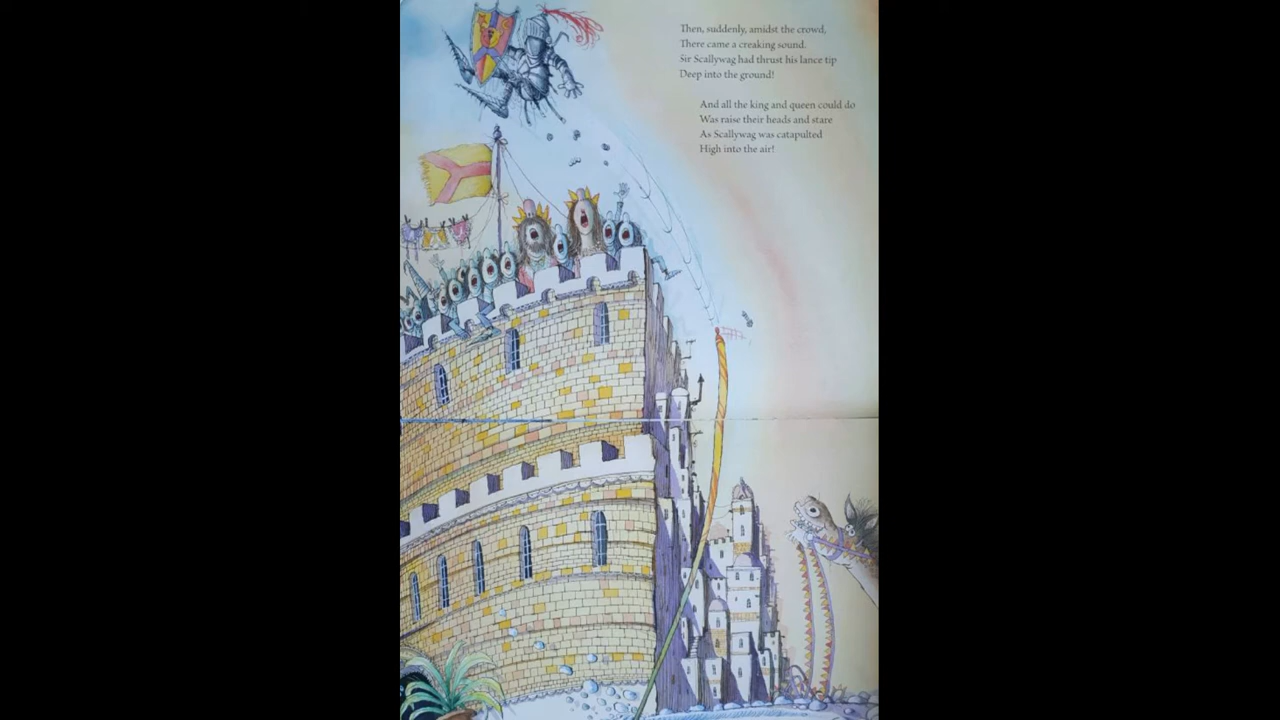 Then, suddenly, amidst the crowd,
There came a creaking sound.
Sir Scallywag had thrust his lance tip
Deep into the ground!
And all the king and queen could do
Was raise their heads and stare
As Scallywag was catapulted
High into the air!